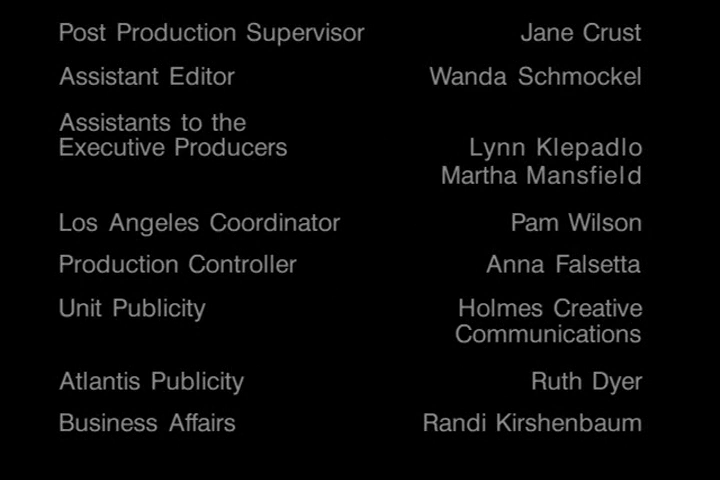 Post Production Supervisor Jane Crust
Assistant Editor Wanda Schmockel
Assistants to the
Executive Producers Lynn Klepadlo
Martha Mansfield
Los Angeles Coordinator Pam Wilson
Production Controller Anna Falsetta
Unit Publicity Holmes Creative
Communications
Atlantis Publicity Ruth Dyer
Business Affairs Randi Kirshenbaum